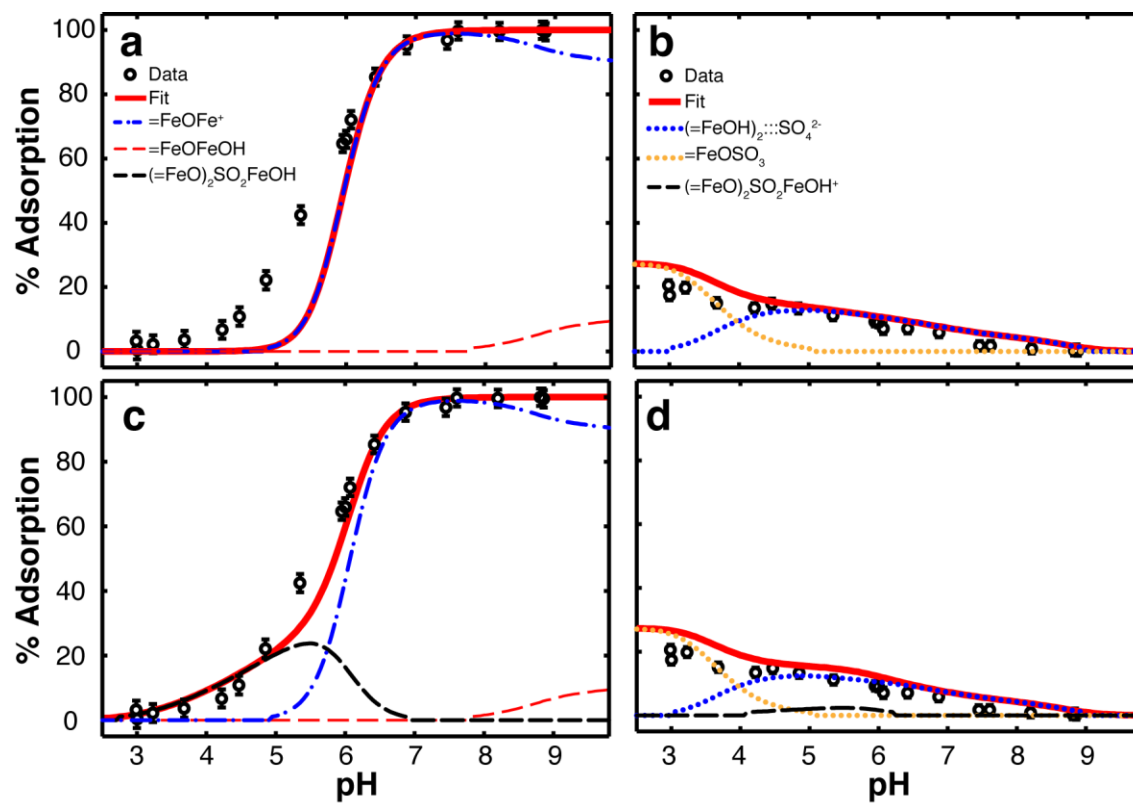 a
Data
Fit
=FeOFe⁺
=FeOFeOH
(=FeO)₂SO₂FeOH
100
80
60
40
20
0
% Adsorption
b
Data
Fit
(=FeOH)₂:::SO₄²⁻
=FeOSO₃
(=FeO)₂SO₂FeOH⁺
c
100
80
60
40
20
0
% Adsorption
3 4 5 6 7 8 9
pH
d
3 4 5 6 7 8 9
pH